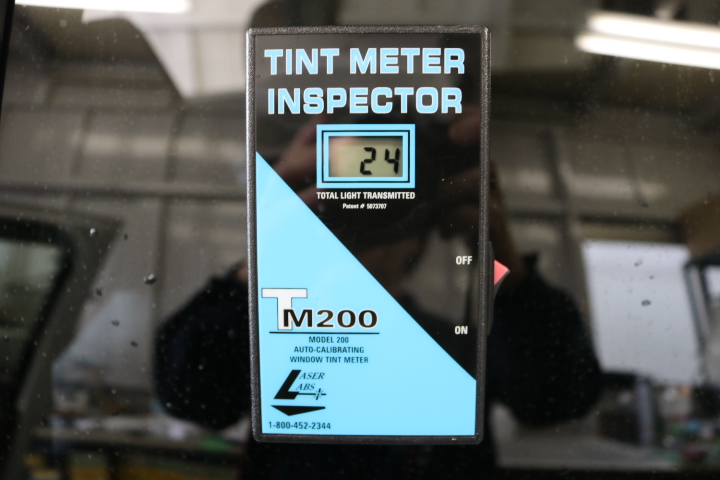 TINT METER
INSPECTOR
24
TOTAL LIGHT TRANSMITTED
Patent # 5073707
OFF
ON
TM200
MODEL 200
AUTO-CALIBRATING
WINDOW TINT METER
LASER
LABS
1-800-452-2344